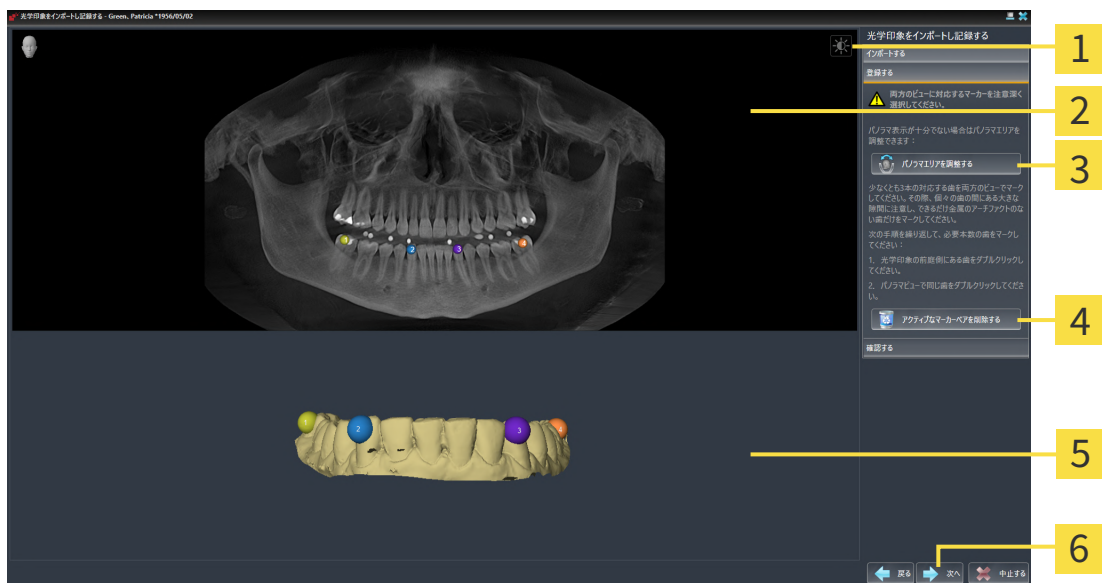 光学印象をインポートし記録する - Green, Patricia *1956/05/02
光学印象をインポートし記録する
インポートする
登録する
両方のビューに対応するマーカーを注意深く
選択してください。
パノラマ表示が十分でない場合はパノラマエリアを
調整できます：
パノラマエリアを調整する
少なくとも3本の対応する歯を両方のビューでマーク
してください。その際、個々の歯の間にある大きな
隙間に注意し、できるだけ金属のアーチファクトのな
い歯だけをマークしてください。
次の手順を繰り返して、必要本数の歯をマークし
てください：
1. 光学印象の前庭側にある歯をダブルクリックし
てください。
2. パノラマビューで同じ歯をダブルクリックしてくださ
い。
アクティブなマーカーペアを削除する
確認する
戻る
次へ
中止する
2
3
4
2
3
4
1
2
3
4
5
6